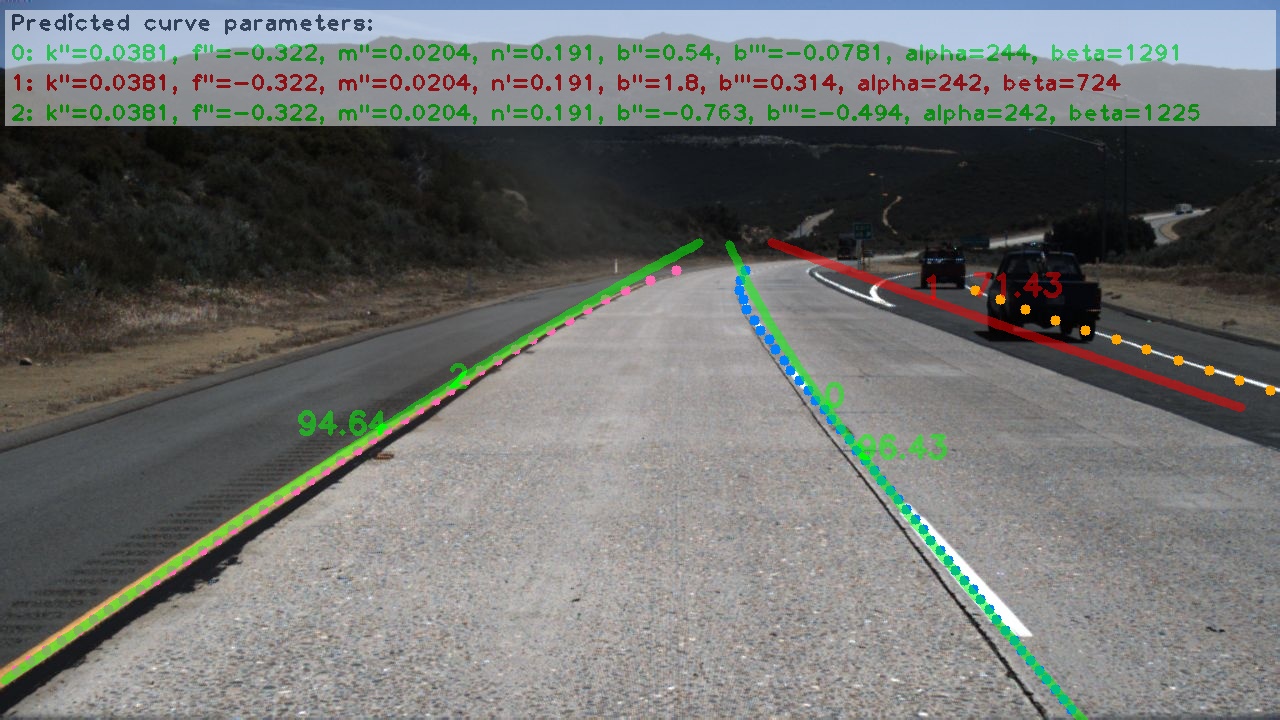 Predicted curve parameters:
0: k''=0.0381, f''=-0.322, m''=0.0204, n'=0.191, b''=0.54, b'''=-0.0781, alpha=244, beta=1291
1: k''=0.0381, f''=-0.322, m''=0.0204, n'=0.191, b''=1.8, b'''=0.314, alpha=242, beta=724
2: k''=0.0381, f''=-0.322, m''=0.0204, n'=0.191, b''=-0.763, b'''=-0.494, alpha=242, beta=1225
1 71.43
2
0
94.64
96.43